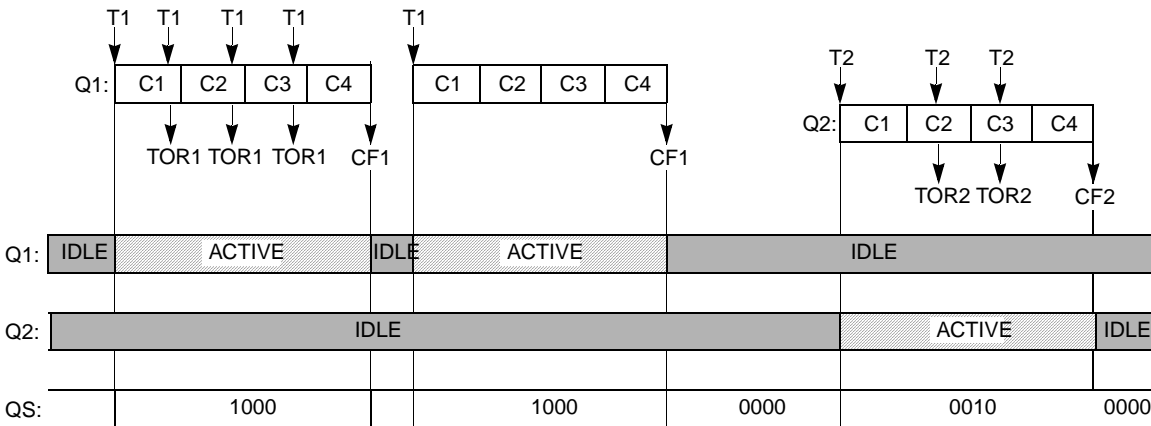 T1 T1 T1 T1 T1
T2 T2 T2
Q1: C1 C2 C3 C4 C1 C2 C3 C4
Q2: C1 C2 C3 C4
TOR1 TOR1 TOR1 CF1 CF1
TOR2 TOR2 CF2
Q1: IDLE ACTIVE IDLE ACTIVE IDLE
Q2: IDLE ACTIVE IDLE
QS: 1000 1000 0000 0010 0000